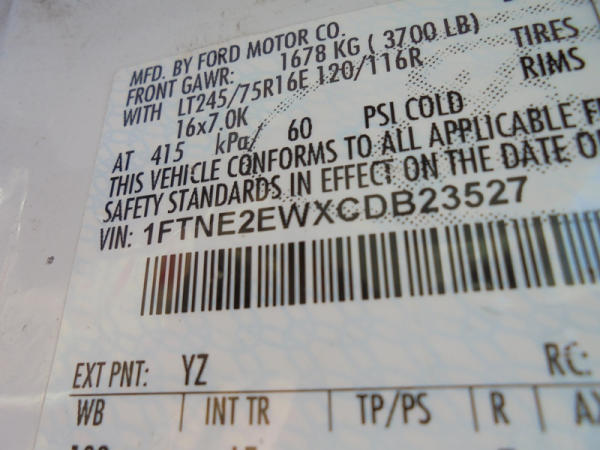 MFD. BY FORD MOTOR CO.
FRONT GAWR: 1678 KG ( 3700 LB)
WITH LT245/75R16E 120/116R TIRES
16x7.0K RIMS
AT 415 kPa/ 60 PSI COLD
THIS VEHICLE CONFORMS TO ALL APPLICABLE
SAFETY STANDARDS IN EFFECT ON THE DATE
VIN: 1FTNE2EWXCDB23527
EXT PNT: YZ RC:
WB | INT TR | TP/PS | R |